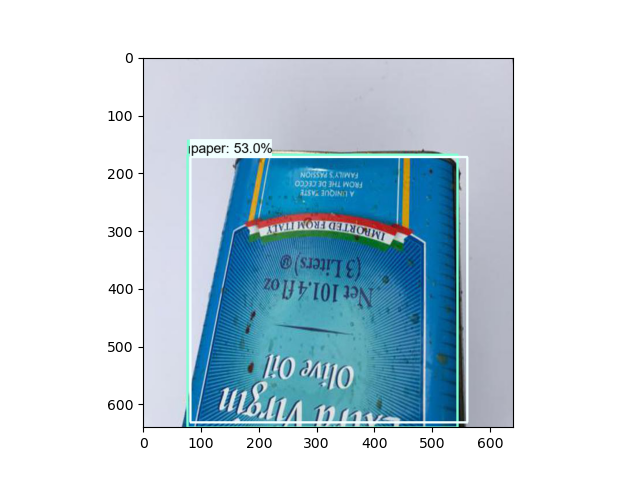 paper: 53.0%
Extra Virgin
Olive Oil
Net 101.4 fl oz
(3 Liters) ℮
IMPORTED FROM ITALY
A UNIQUE TASTE
FROM THE DE CECCO
FAMILY'S PASSION
0
100
200
300
400
500
600
0 100 200 300 400 500 600